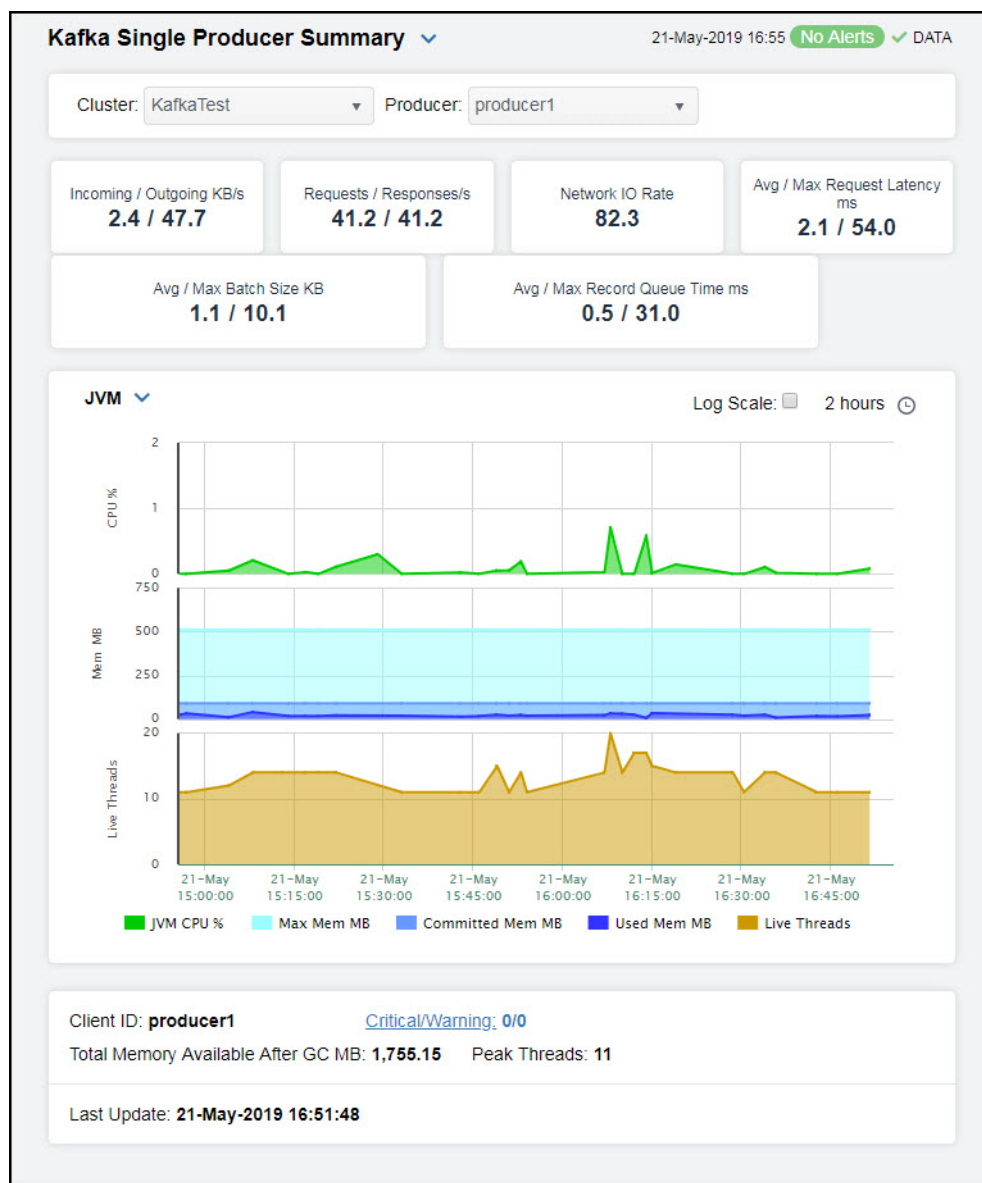 Kafka Single Producer Summary 21-May-2019 16:55 No Alerts DATA
Cluster: KafkaTest Producer: producer1
Incoming / Outgoing KB/s
2.4 / 47.7
Requests / Responses/s
41.2 / 41.2
Network IO Rate
82.3
Avg / Max Request Latency
ms
2.1 / 54.0
Avg / Max Batch Size KB
1.1 / 10.1
Avg / Max Record Queue Time ms
0.5 / 31.0
JVM Log Scale: 2 hours
CPU %
2
1
0
Mem MB
750
500
250
0
Live Threads
20
10
0
21-May 21-May 21-May 21-May 21-May 21-May 21-May 21-May
15:00:00 15:15:00 15:30:00 15:45:00 16:00:00 16:15:00 16:30:00 16:45:00
JVM CPU % Max Mem MB Committed Mem MB Used Mem MB Live Threads
Client ID: producer1 Critical/Warning: 0/0
Total Memory Available After GC MB: 1,755.15 Peak Threads: 11
Last Update: 21-May-2019 16:51:48